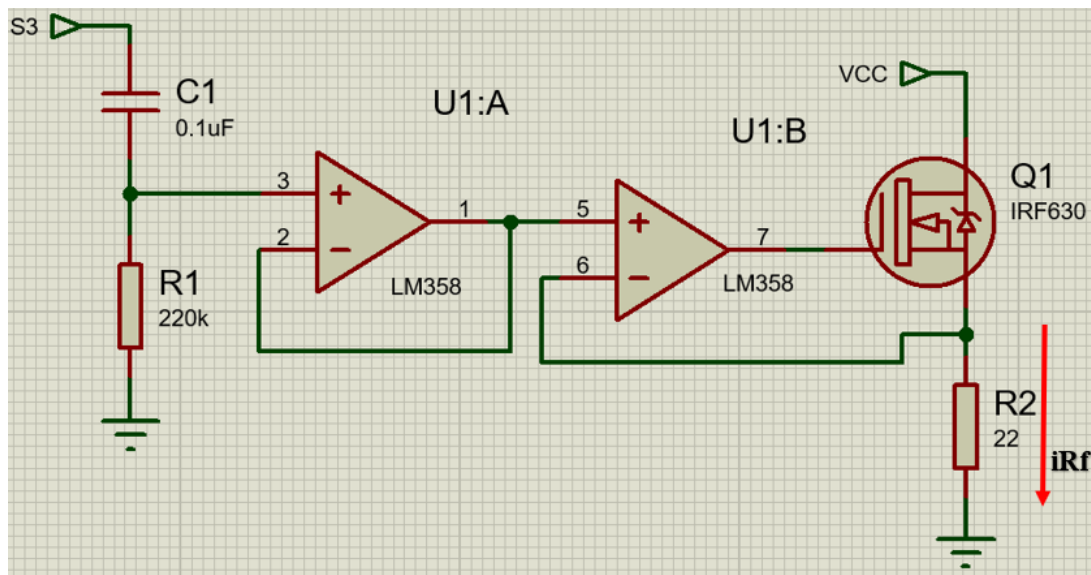 S3
C1
0.1uF
R1
220k
U1:A
3
2
1
+
−
LM358
U1:B
5
6
7
+
−
LM358
VCC
Q1
IRF630
R2
22
iRf